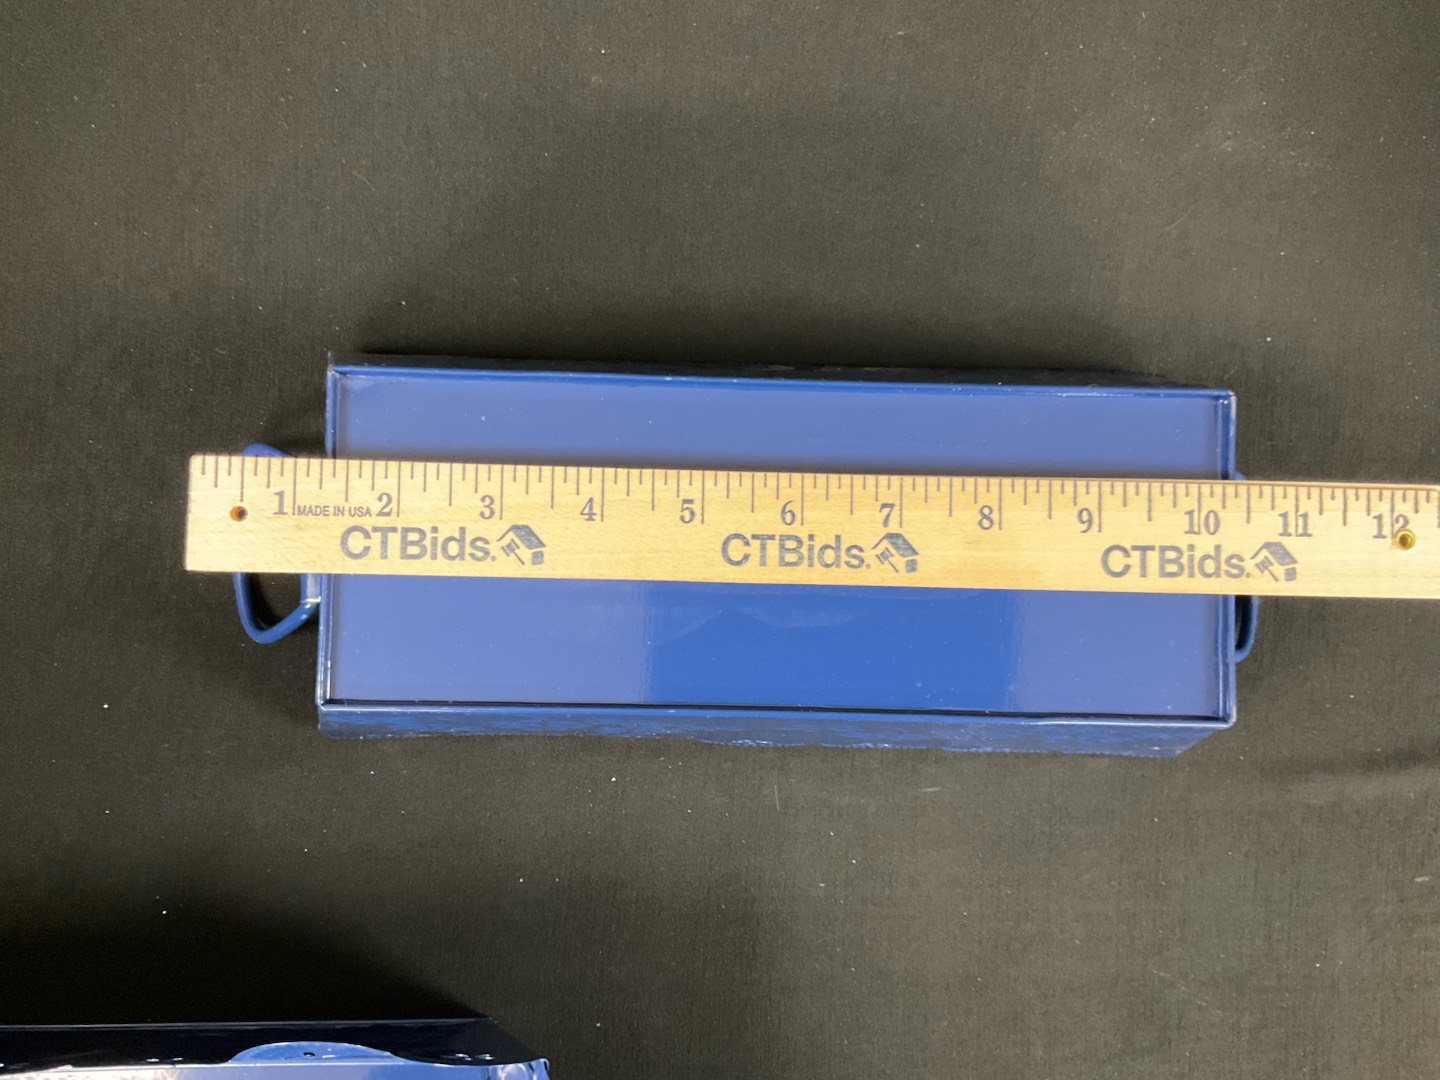 1 2 3 4 5 6 7 8 9 10 11 12
MADE IN USA
CTBids. CTBids. CTBids.